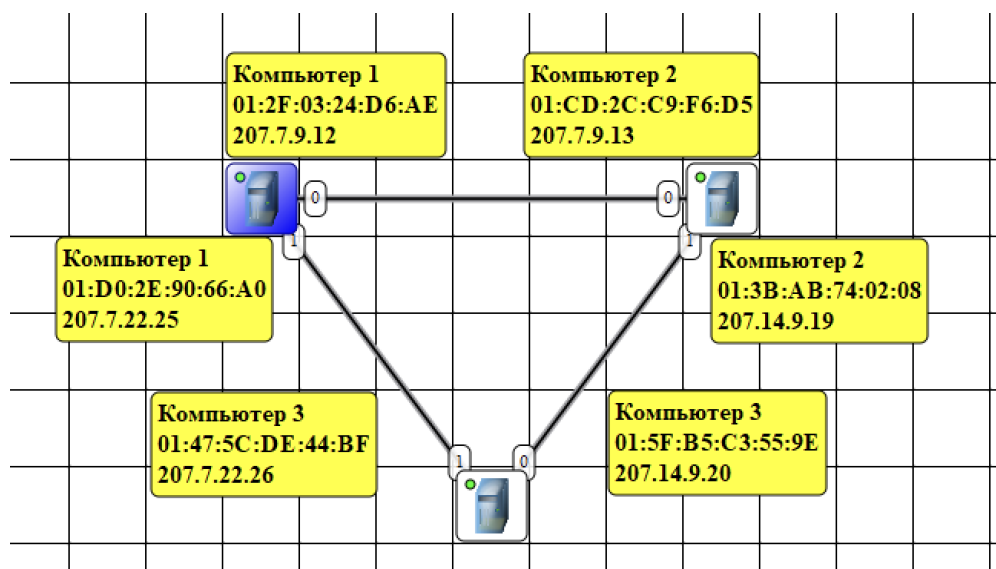 Компьютер 1
01:2F:03:24:D6:AE
207.7.9.12
Компьютер 2
01:CD:2C:C9:F6:D5
207.7.9.13
0
0
1
1
Компьютер 1
01:D0:2E:90:66:A0
207.7.22.25
Компьютер 2
01:3B:AB:74:02:08
207.14.9.19
Компьютер 3
01:47:5C:DE:44:BF
207.7.22.26
Компьютер 3
01:5F:B5:C3:55:9E
207.14.9.20
1
0